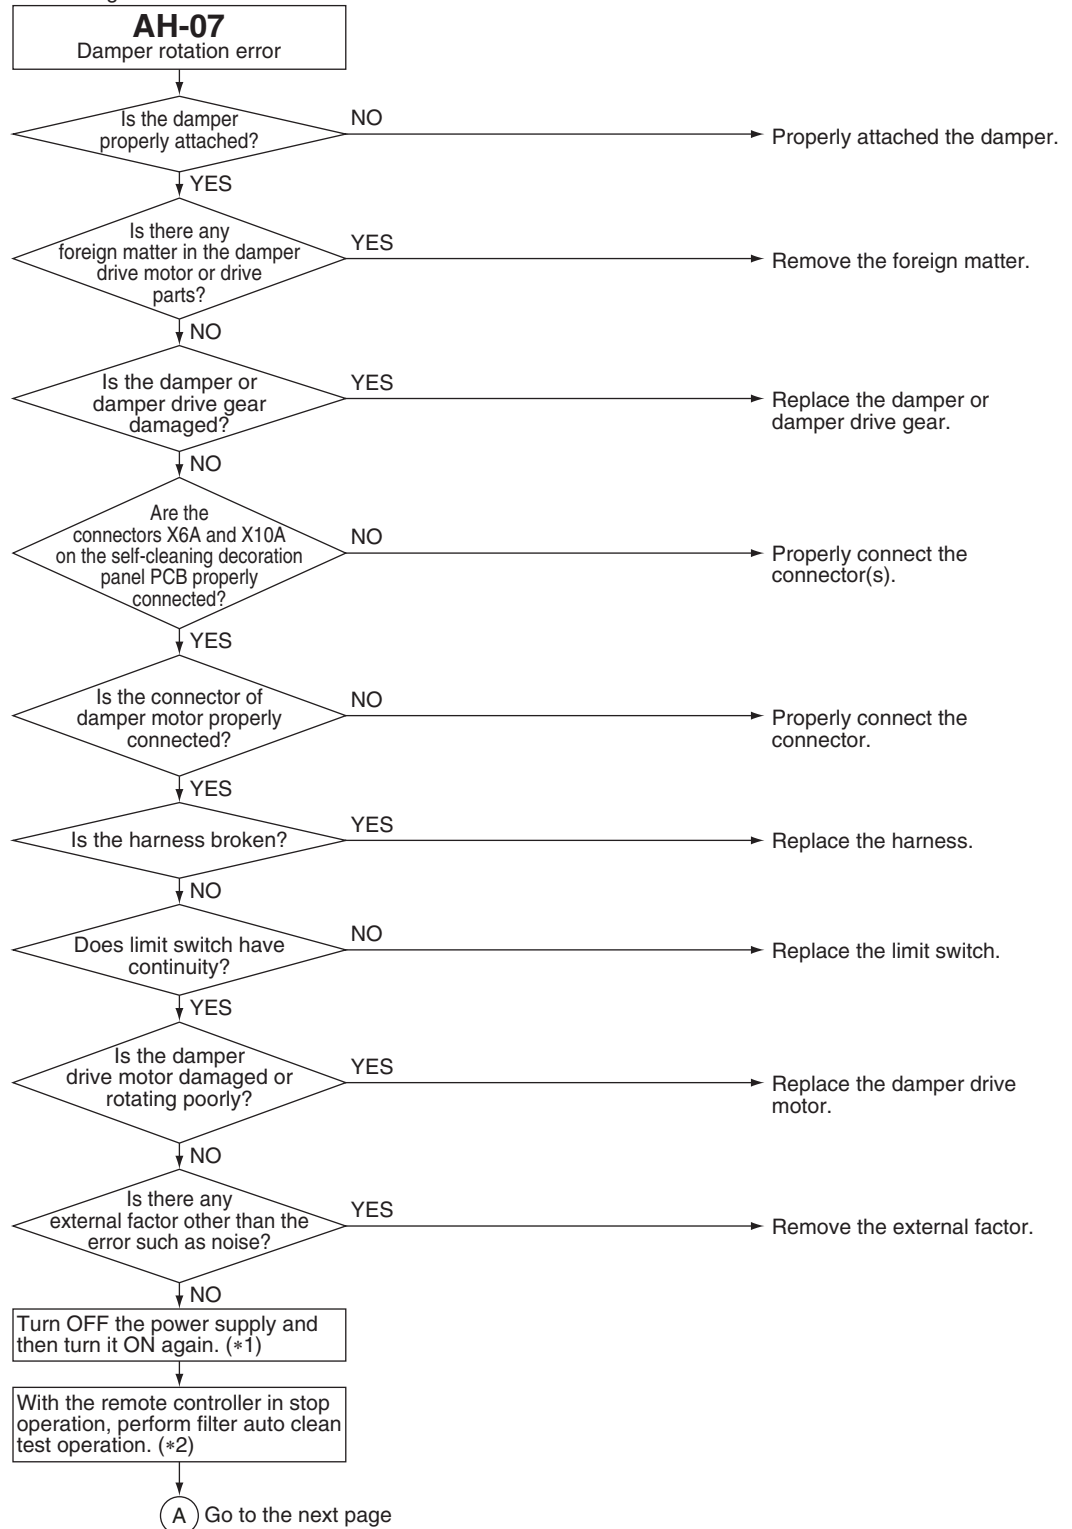 AH-07
Damper rotation error
Is the damper
properly attached?
NO
Properly attached the damper.
YES
Is there any
foreign matter in the damper
drive motor or drive
parts?
YES
Remove the foreign matter.
NO
Is the damper or
damper drive gear
damaged?
YES
Replace the damper or
damper drive gear.
NO
Are the
connectors X6A and X10A
on the self-cleaning decoration
panel PCB properly
connected?
NO
Properly connect the
connector(s).
YES
Is the connector of
damper motor properly
connected?
NO
Properly connect the
connector.
YES
Is the harness broken?
YES
Replace the harness.
NO
Does limit switch have
continuity?
NO
Replace the limit switch.
YES
Is the damper
drive motor damaged or
rotating poorly?
YES
Replace the damper drive
motor.
NO
Is there any
external factor other than the
error such as noise?
YES
Remove the external factor.
NO
Turn OFF the power supply and
then turn it ON again. (*1)
With the remote controller in stop
operation, perform filter auto clean
test operation. (*2)
A Go to the next page